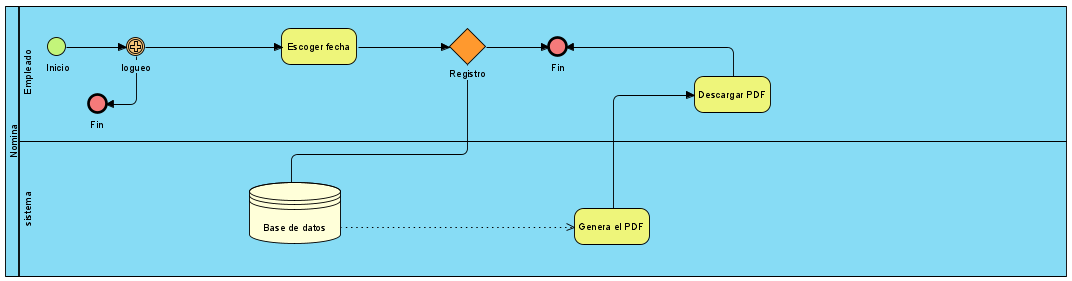 Nomina
Empleado
Inicio
logueo
Fin
Escoger fecha
Registro
Fin
Descargar PDF
sistema
Base de datos
Genera el PDF